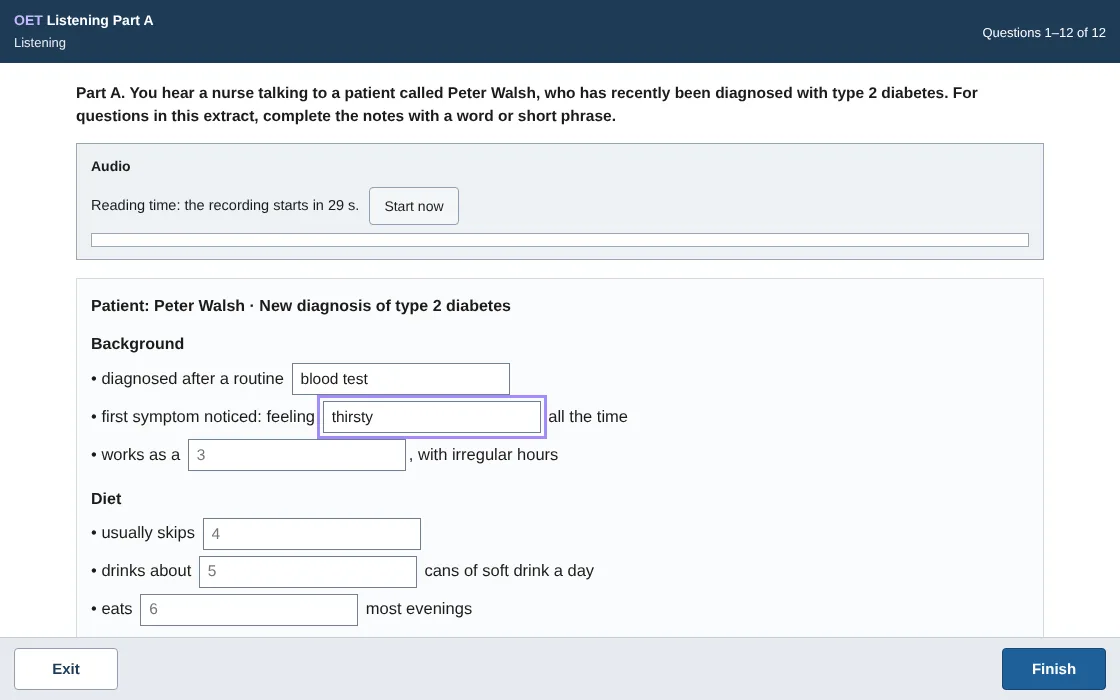 OET Listening Part A
Listening
Questions 1–12 of 12
Part A. You hear a nurse talking to a patient called Peter Walsh, who has recently been diagnosed with type 2 diabetes. For
questions in this extract, complete the notes with a word or short phrase.
Audio
Reading time: the recording starts in 29 s. Start now
Patient: Peter Walsh · New diagnosis of type 2 diabetes
Background
• diagnosed after a routine blood test
• first symptom noticed: feeling thirsty all the time
• works as a 3 , with irregular hours
Diet
• usually skips 4
• drinks about 5 cans of soft drink a day
• eats 6 most evenings
Exit
Finish